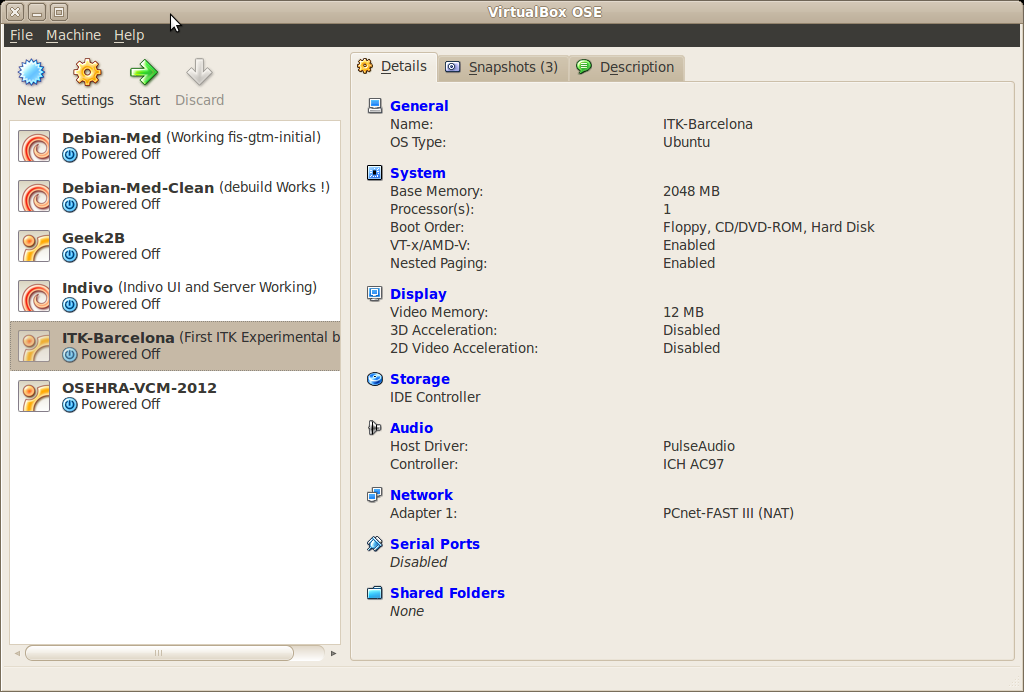 VirtualBox OSE
File Machine Help
New Settings Start Discard
Debian-Med (Working fis-gtm-initial)
Powered Off
Debian-Med-Clean (debuild Works !)
Powered Off
Geek2B
Powered Off
Indivo (Indivo UI and Server Working)
Powered Off
ITK-Barcelona (First ITK Experimental b
Powered Off
OSEHRA-VCM-2012
Powered Off
Details Snapshots (3) Description
General
Name: ITK-Barcelona
OS Type: Ubuntu
System
Base Memory: 2048 MB
Processor(s): 1
Boot Order: Floppy, CD/DVD-ROM, Hard Disk
VT-x/AMD-V: Enabled
Nested Paging: Enabled
Display
Video Memory: 12 MB
3D Acceleration: Disabled
2D Video Acceleration: Disabled
Storage
IDE Controller
Audio
Host Driver: PulseAudio
Controller: ICH AC97
Network
Adapter 1: PCnet-FAST III (NAT)
Serial Ports
Disabled
Shared Folders
None